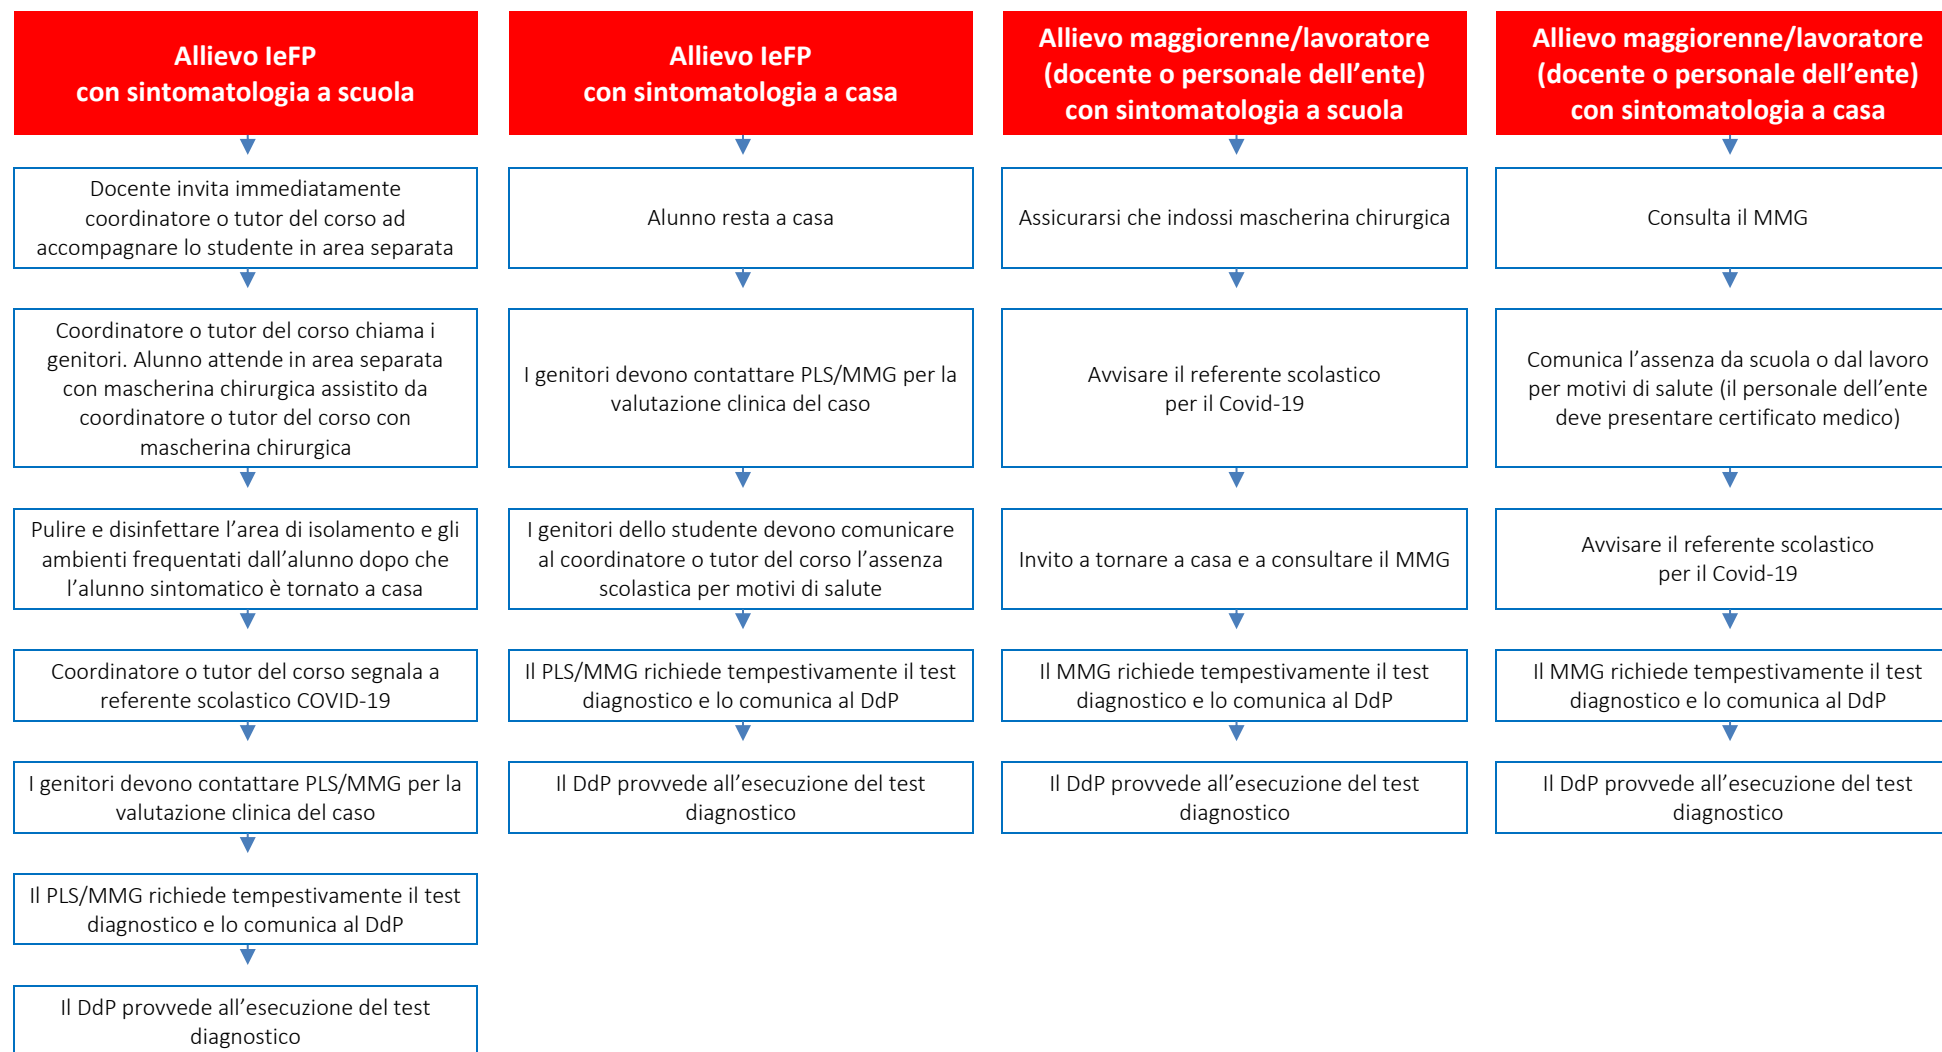 Allievo IeFP
con sintomatologia a scuola
Docente invita immediatamente
coordinatore o tutor del corso ad
accompagnare lo studente in area separata
Coordinatore o tutor del corso chiama i
genitori. Alunno attende in area separata
con mascherina chirurgica assistito da
coordinatore o tutor del corso con
mascherina chirurgica
Pulire e disinfettare l’area di isolamento e gli
ambienti frequentati dall’alunno dopo che
l’alunno sintomatico è tornato a casa
Coordinatore o tutor del corso segnala a
referente scolastico COVID-19
I genitori devono contattare PLS/MMG per la
valutazione clinica del caso
Il PLS/MMG richiede tempestivamente il test
diagnostico e lo comunica al DdP
Il DdP provvede all’esecuzione del test
diagnostico
Allievo IeFP
con sintomatologia a casa
Alunno resta a casa
I genitori devono contattare PLS/MMG per la
valutazione clinica del caso
I genitori dello studente devono comunicare
al coordinatore o tutor del corso l’assenza
scolastica per motivi di salute
Il PLS/MMG richiede tempestivamente il test
diagnostico e lo comunica al DdP
Il DdP provvede all’esecuzione del test
diagnostico
Allievo maggiorenne/lavoratore
(docente o personale dell’ente)
con sintomatologia a scuola
Assicurarsi che indossi mascherina chirurgica
Avvisare il referente scolastico
per il Covid-19
Invito a tornare a casa e a consultare il MMG
Il MMG richiede tempestivamente il test
diagnostico e lo comunica al DdP
Il DdP provvede all’esecuzione del test
diagnostico
Allievo maggiorenne/lavoratore
(docente o personale dell’ente)
con sintomatologia a casa
Consulta il MMG
Comunica l’assenza da scuola o dal lavoro
per motivi di salute (il personale dell’ente
deve presentare certificato medico)
Avvisare il referente scolastico
per il Covid-19
Il MMG richiede tempestivamente il test
diagnostico e lo comunica al DdP
Il DdP provvede all’esecuzione del test
diagnostico